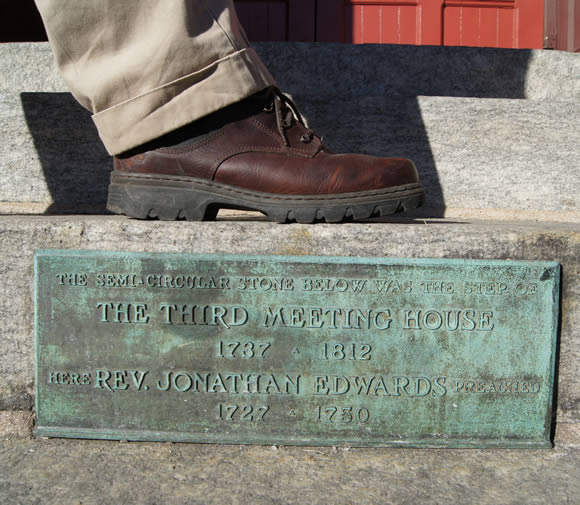 THE SEMI-CIRCULAR STONE BELOW WAS THE STEP OF
THE THIRD MEETING HOUSE
1737 ▴ 1812
HERE REV. JONATHAN EDWARDS PREACHED
1727 ▴ 1750